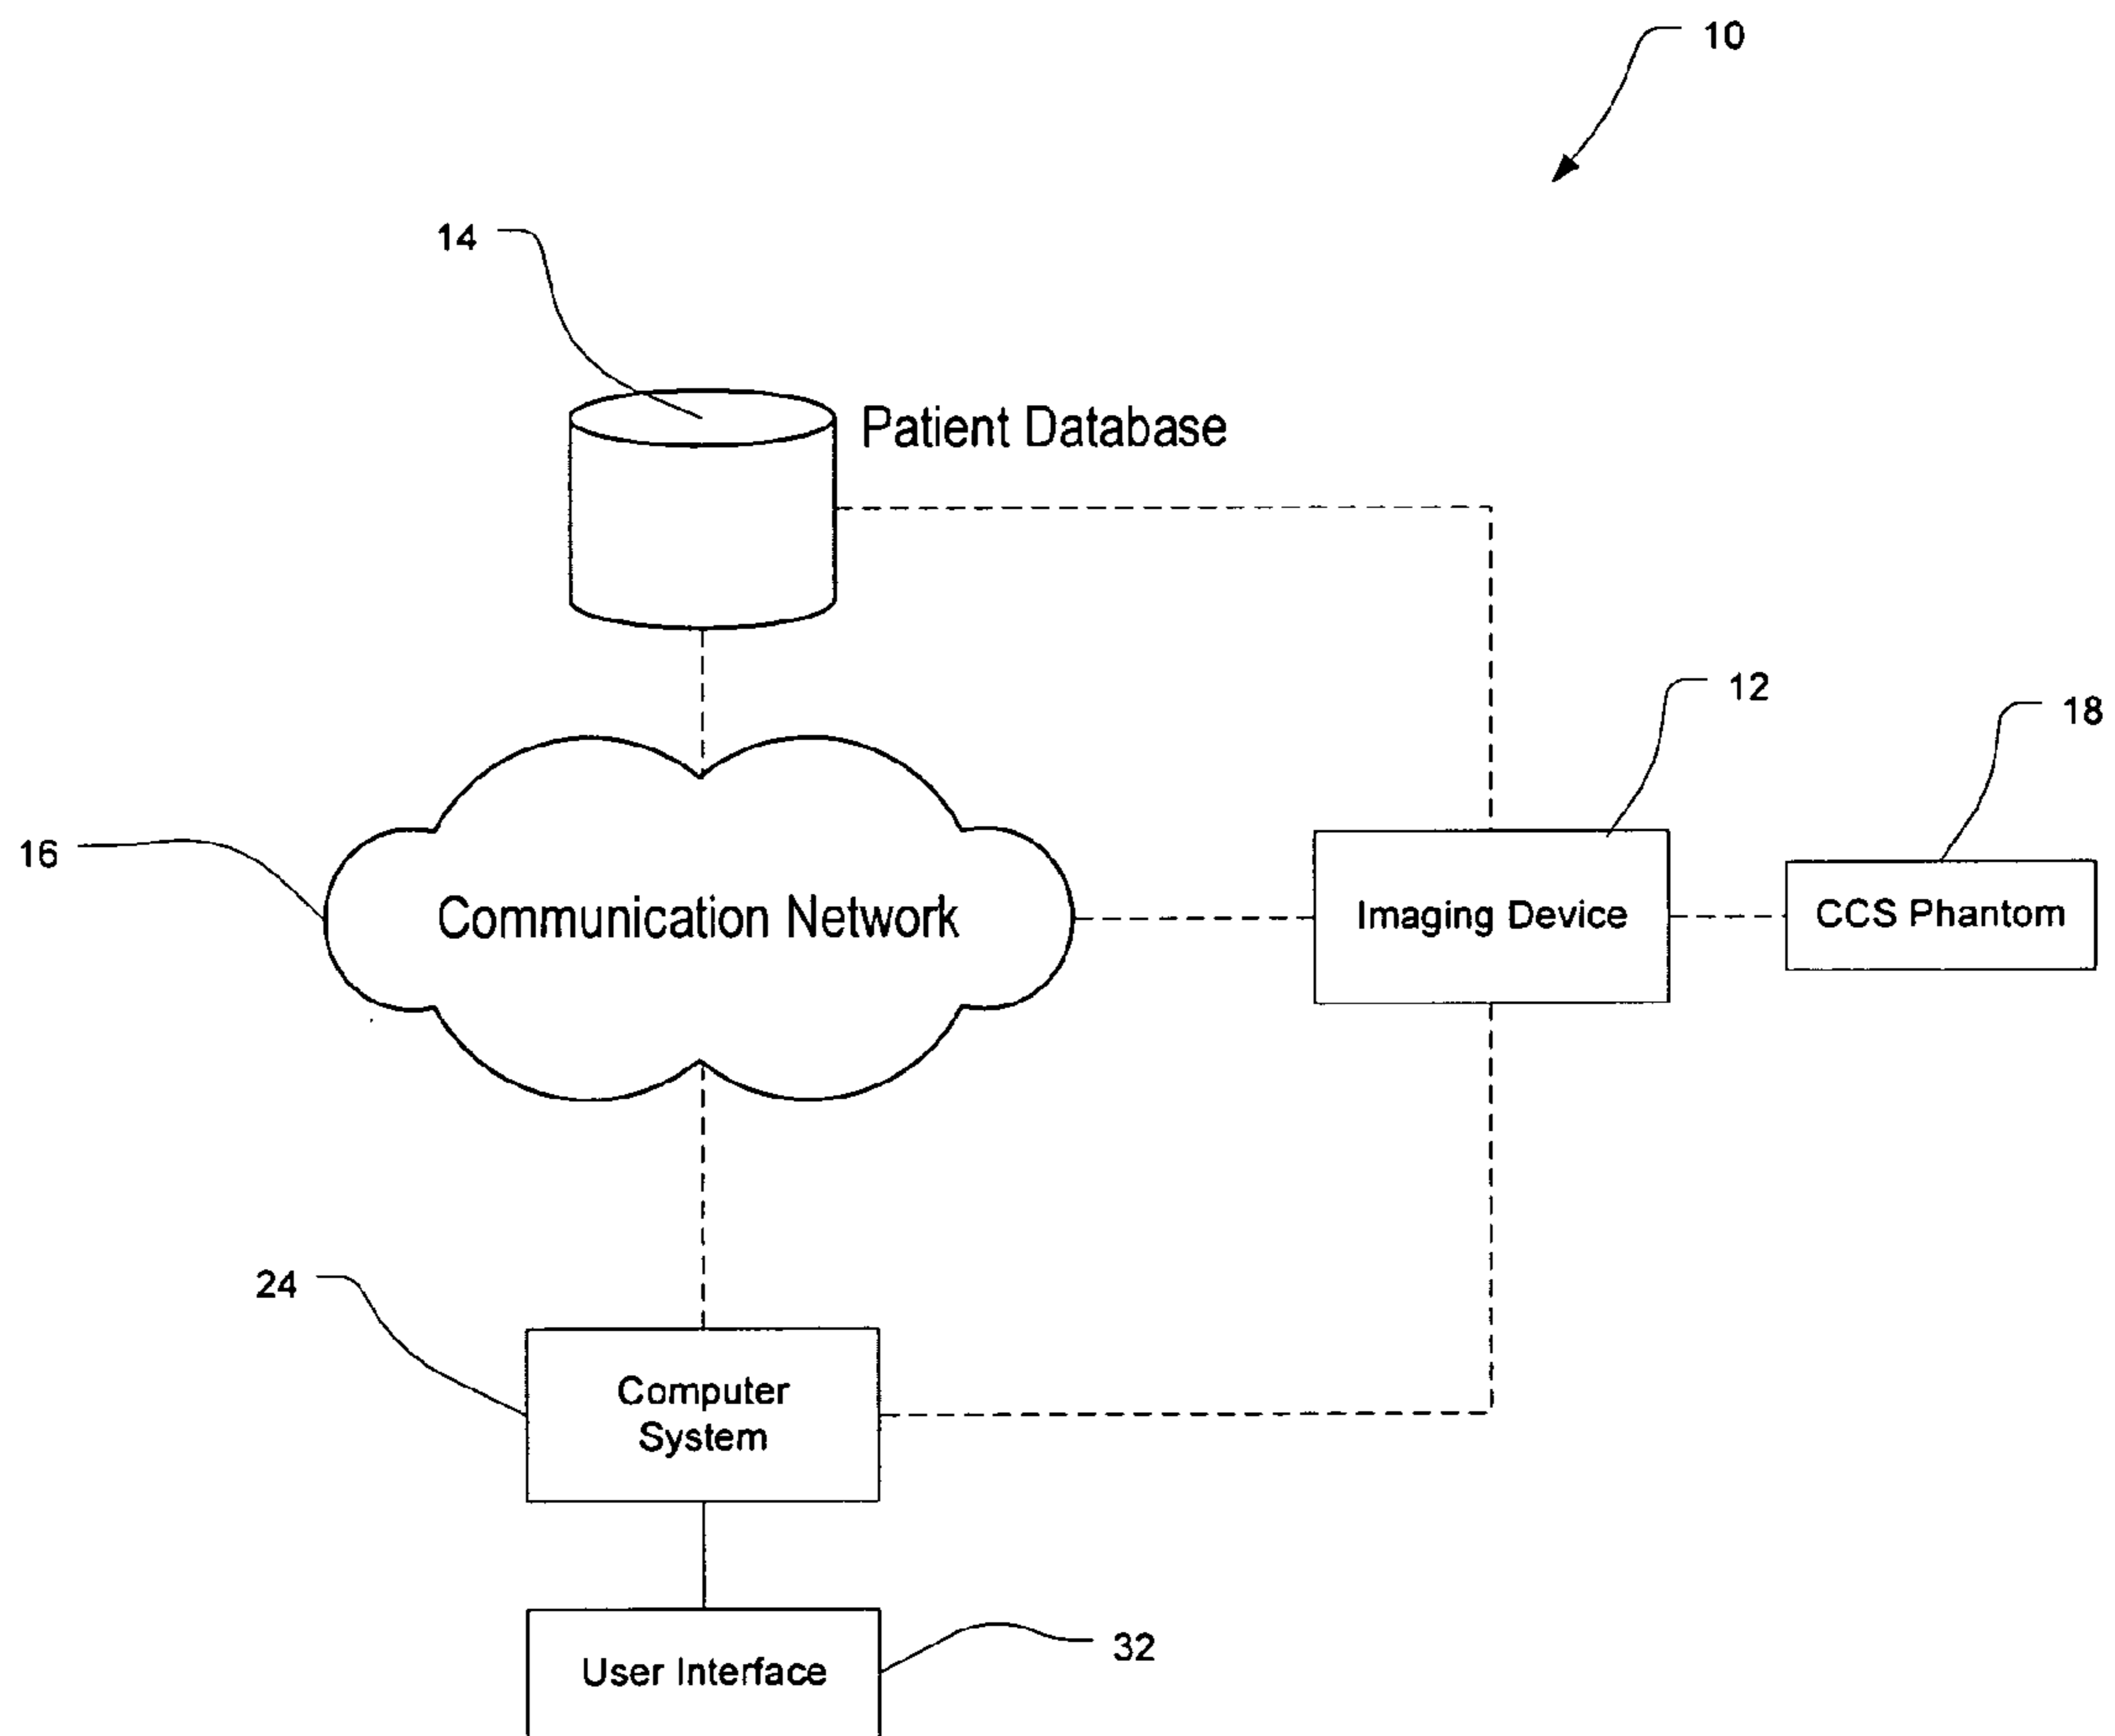 10
14
Patient Database
12
18
16
Communication Network
Imaging Device
CCS Phantom
24
Computer
System
User Interface
32